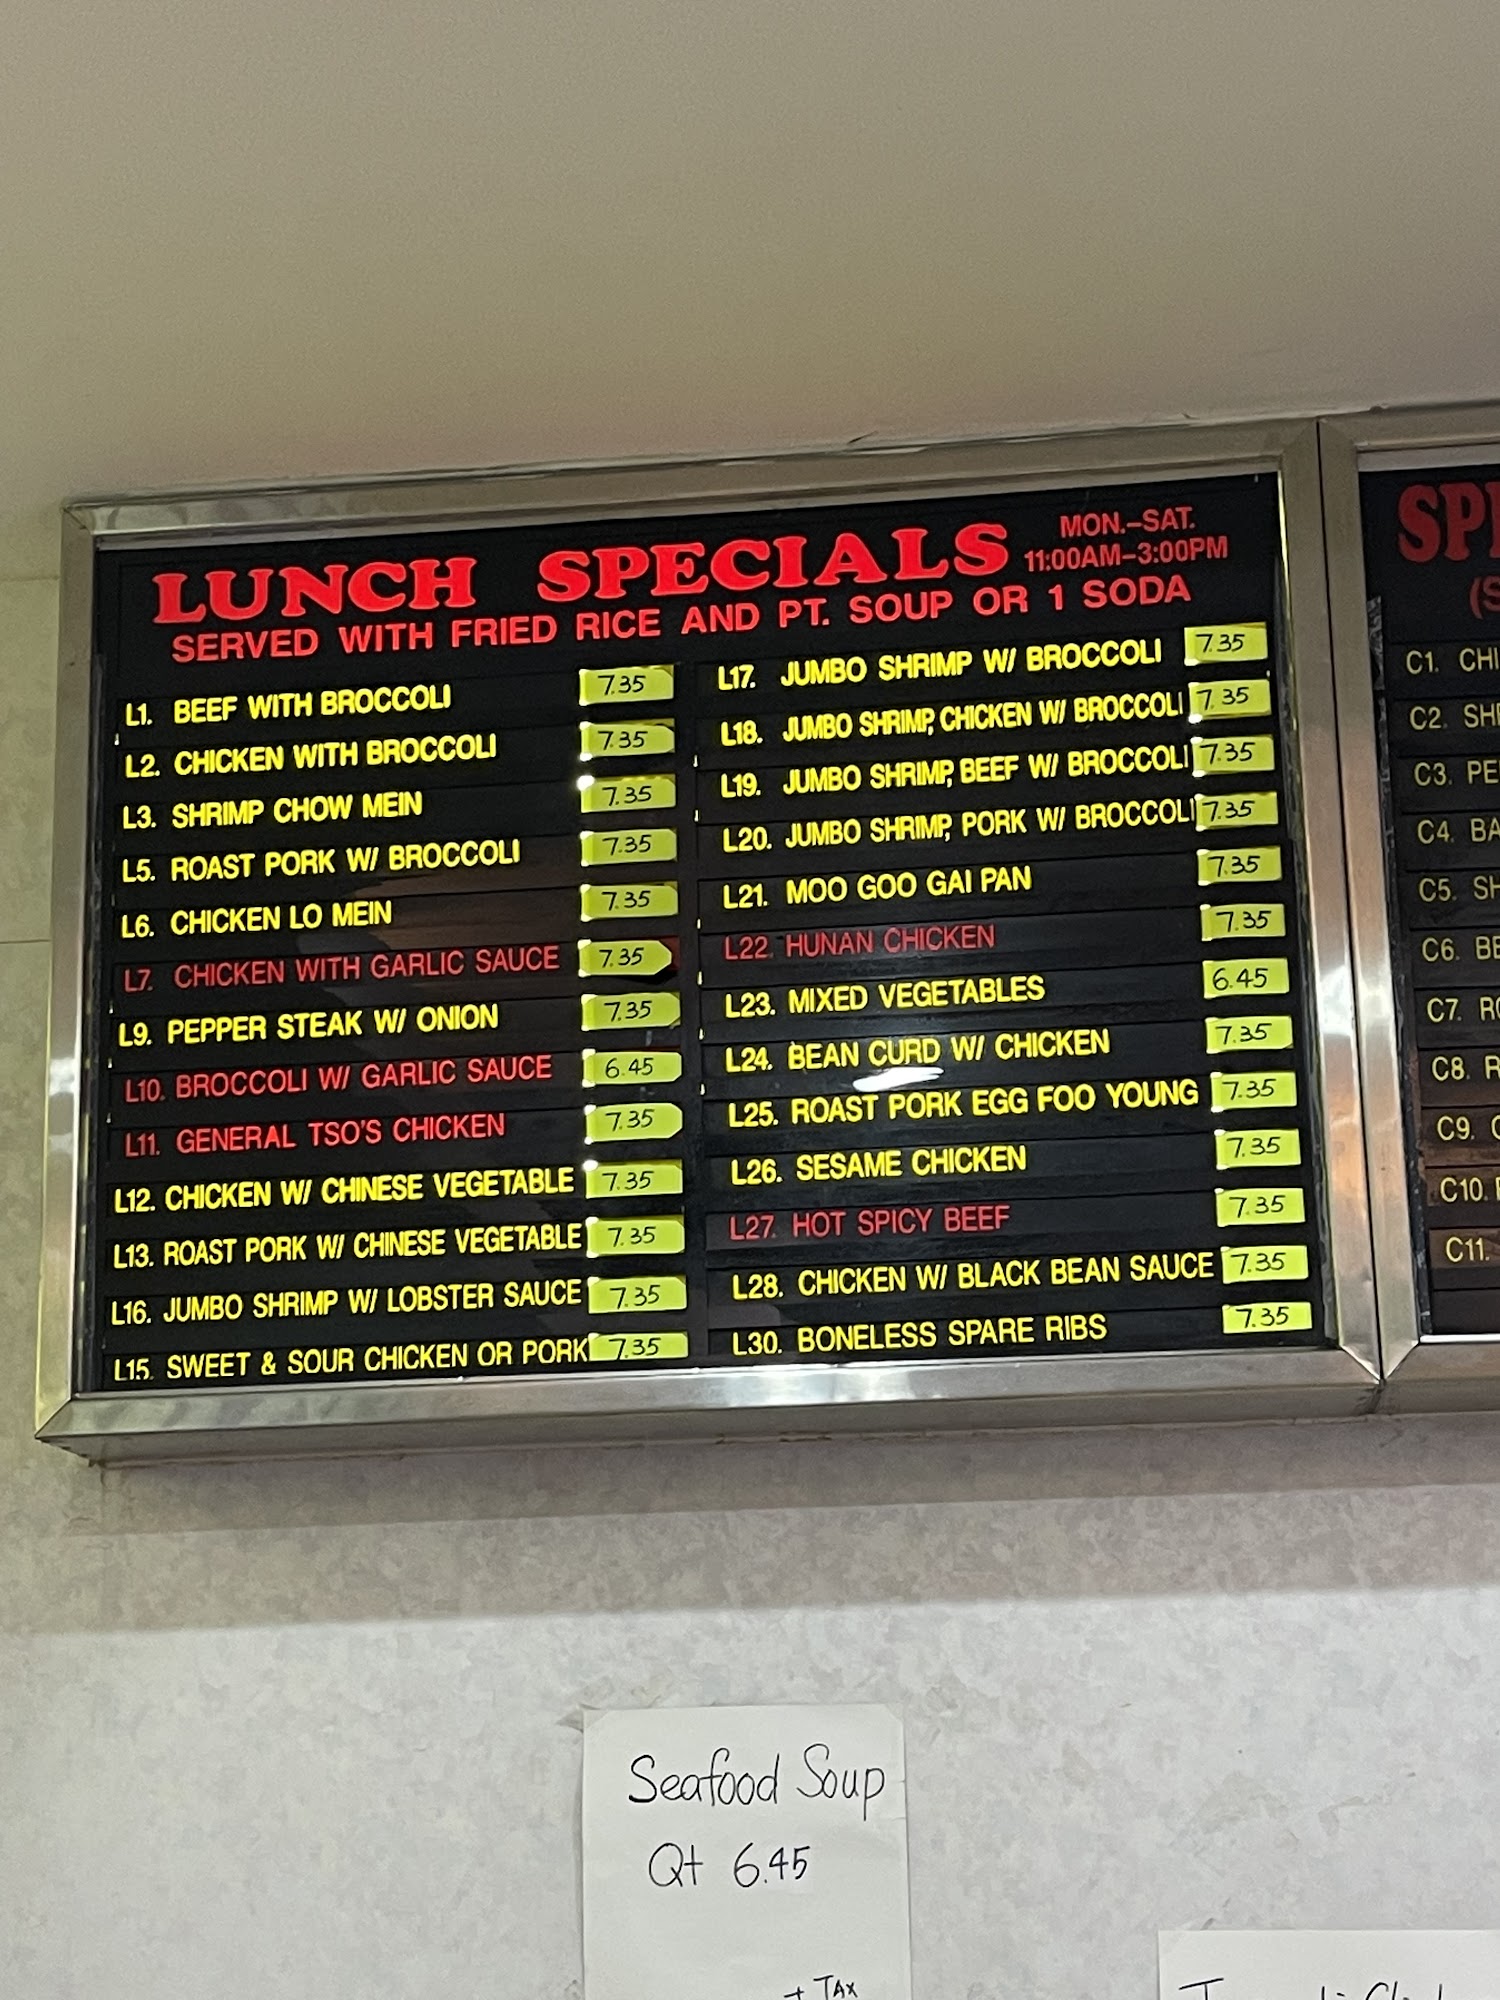 LUNCH SPECIALS
MON.–SAT.
11:00AM–3:00PM
SERVED WITH FRIED RICE AND PT. SOUP OR 1 SODA
L1. BEEF WITH BROCCOLI 7.35
L2. CHICKEN WITH BROCCOLI 7.35
L3. SHRIMP CHOW MEIN 7.35
L5. ROAST PORK W/ BROCCOLI 7.35
L6. CHICKEN LO MEIN 7.35
L7. CHICKEN WITH GARLIC SAUCE 7.35
L9. PEPPER STEAK W/ ONION 7.35
L10. BROCCOLI W/ GARLIC SAUCE 6.45
L11. GENERAL TSO'S CHICKEN 7.35
L12. CHICKEN W/ CHINESE VEGETABLE 7.35
L13. ROAST PORK W/ CHINESE VEGETABLE 7.35
L16. JUMBO SHRIMP W/ LOBSTER SAUCE 7.35
L15. SWEET & SOUR CHICKEN OR PORK 7.35
L17. JUMBO SHRIMP W/ BROCCOLI 7.35
L18. JUMBO SHRIMP, CHICKEN W/ BROCCOLI 7.35
L19. JUMBO SHRIMP, BEEF W/ BROCCOLI 7.35
L20. JUMBO SHRIMP, PORK W/ BROCCOLI 7.35
L21. MOO GOO GAI PAN 7.35
L22. HUNAN CHICKEN 7.35
L23. MIXED VEGETABLES 6.45
L24. BEAN CURD W/ CHICKEN 7.35
L25. ROAST PORK EGG FOO YOUNG 7.35
L26. SESAME CHICKEN 7.35
L27. HOT SPICY BEEF 7.35
L28. CHICKEN W/ BLACK BEAN SAUCE 7.35
L30. BONELESS SPARE RIBS 7.35
C1.
C2.
C3.
C4.
C5.
C6.
C7.
C8.
C9.
C10.
C11.
Seafood Soup
Qt 6.45
+ TAX